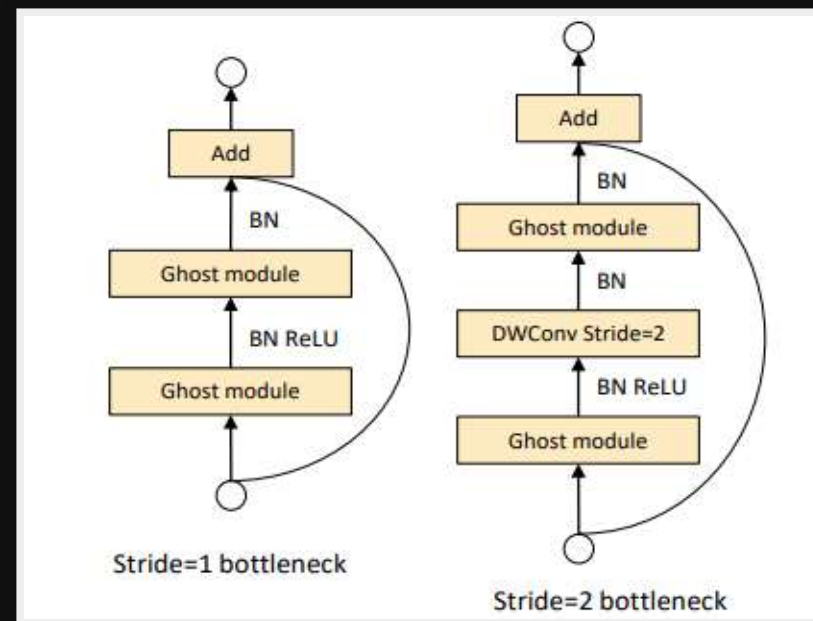 Add
BN
Ghost module
BN ReLU
Ghost module
Stride=1 bottleneck
Add
BN
Ghost module
BN
DWConv Stride=2
BN ReLU
Ghost module
Stride=2 bottleneck